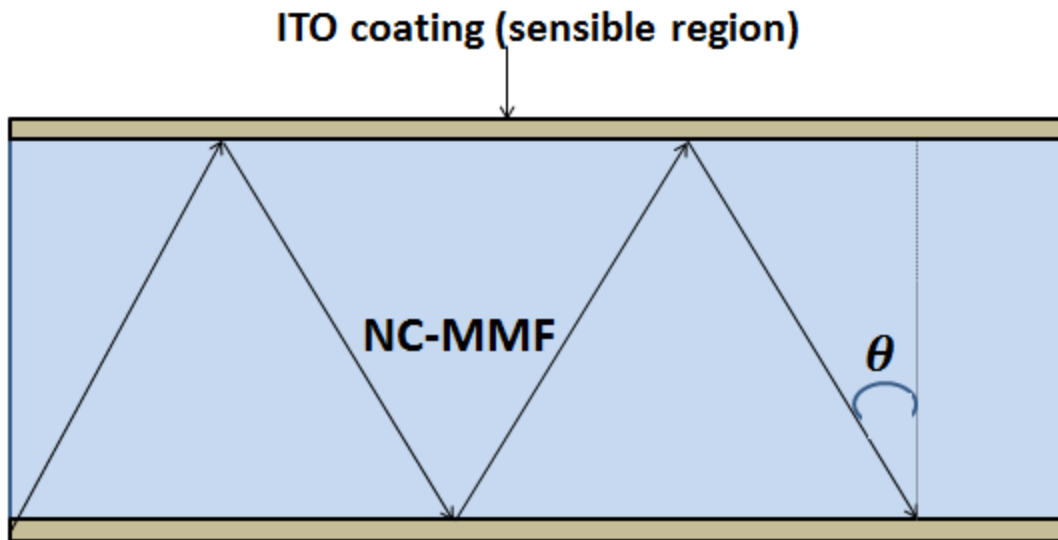 ITO coating (sensible region)
NC-MMF
θ